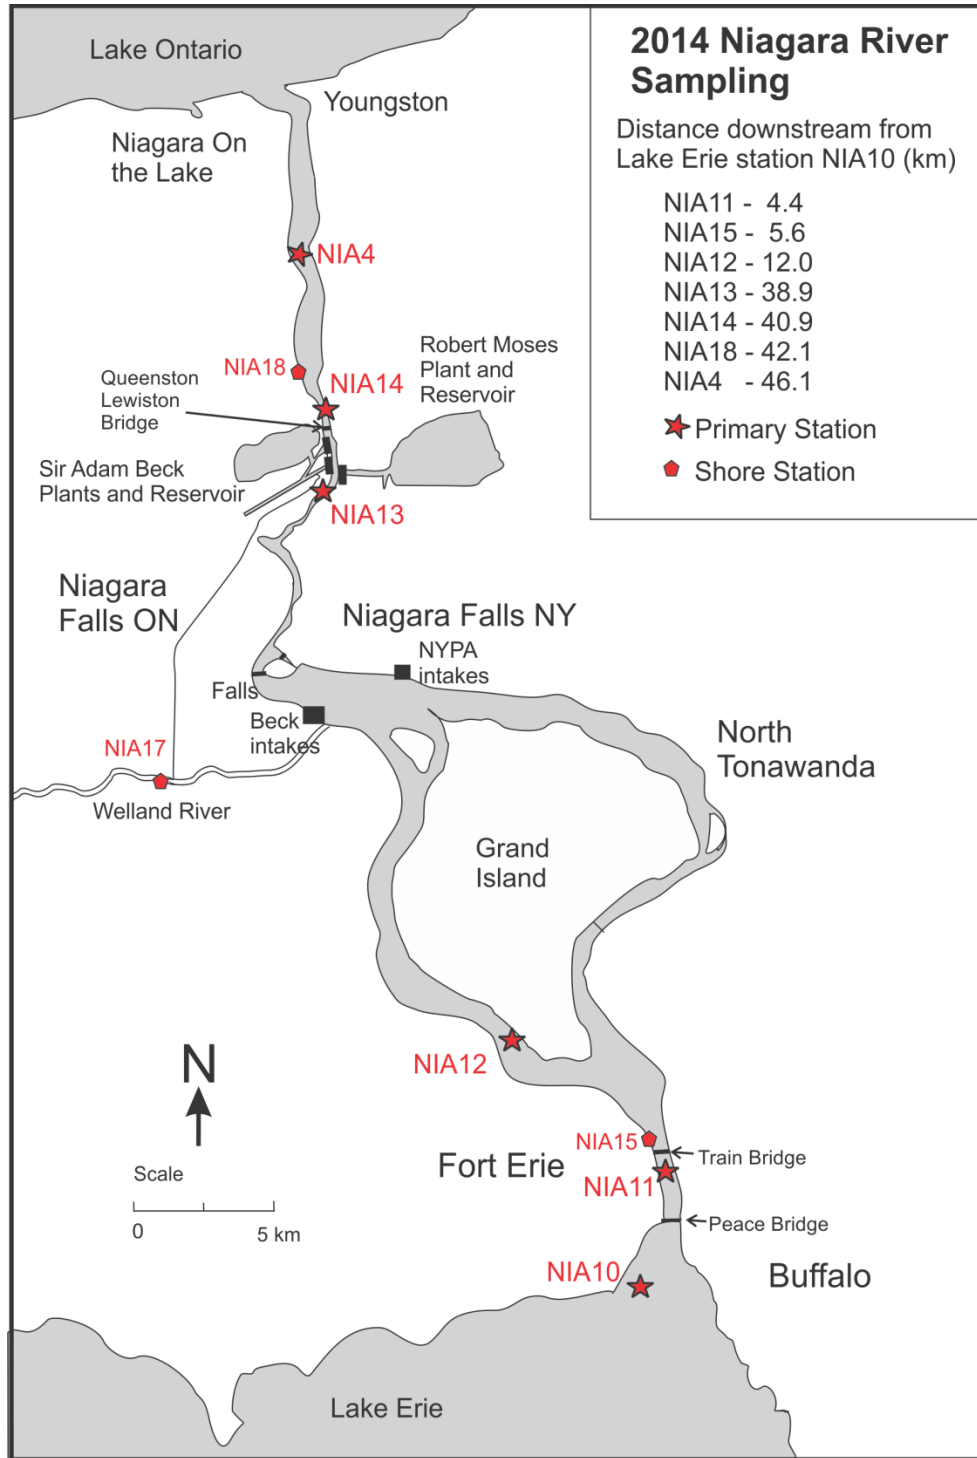 Lake Ontario
Youngston
Niagara On
the Lake
2014 Niagara River
Sampling
Distance downstream from
Lake Erie station NIA10 (km)
NIA11 - 4.4
NIA15 - 5.6
NIA12 - 12.0
NIA13 - 38.9
NIA14 - 40.9
NIA18 - 42.1
NIA4 - 46.1
Primary Station
Shore Station
NIA4
NIA18
NIA14
Queenston
Lewiston
Bridge
Robert Moses
Plant and
Reservoir
Sir Adam Beck
Plants and Reservoir
NIA13
Niagara
Falls ON
Niagara Falls NY
NYPA
intakes
Falls
Beck
intakes
NIA17
Welland River
North
Tonawanda
Grand
Island
N
NIA12
NIA15
Train Bridge
Fort Erie
NIA11
Scale
0
5 km
Peace Bridge
NIA10
Buffalo
Lake Erie